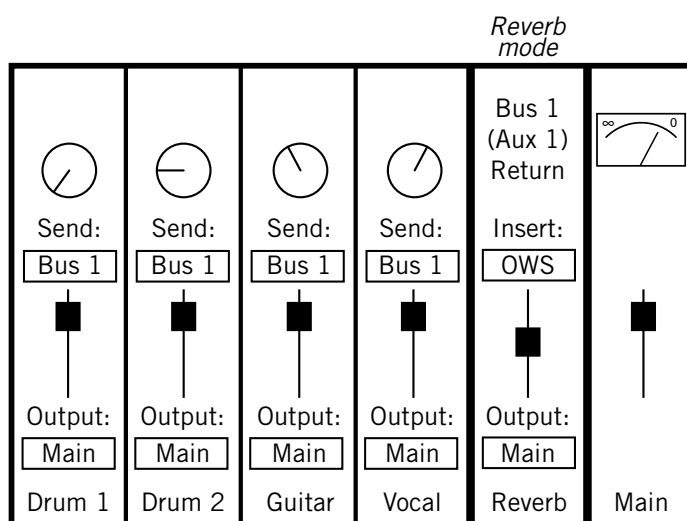 Reverb
mode
Bus 1
(Aux 1)
Return
∞ 0
Send: Send: Send: Send: Insert:
Bus 1 Bus 1 Bus 1 Bus 1 OWS
Output: Output: Output: Output: Output:
Main Main Main Main Main
Drum 1 Drum 2 Guitar Vocal Reverb Main